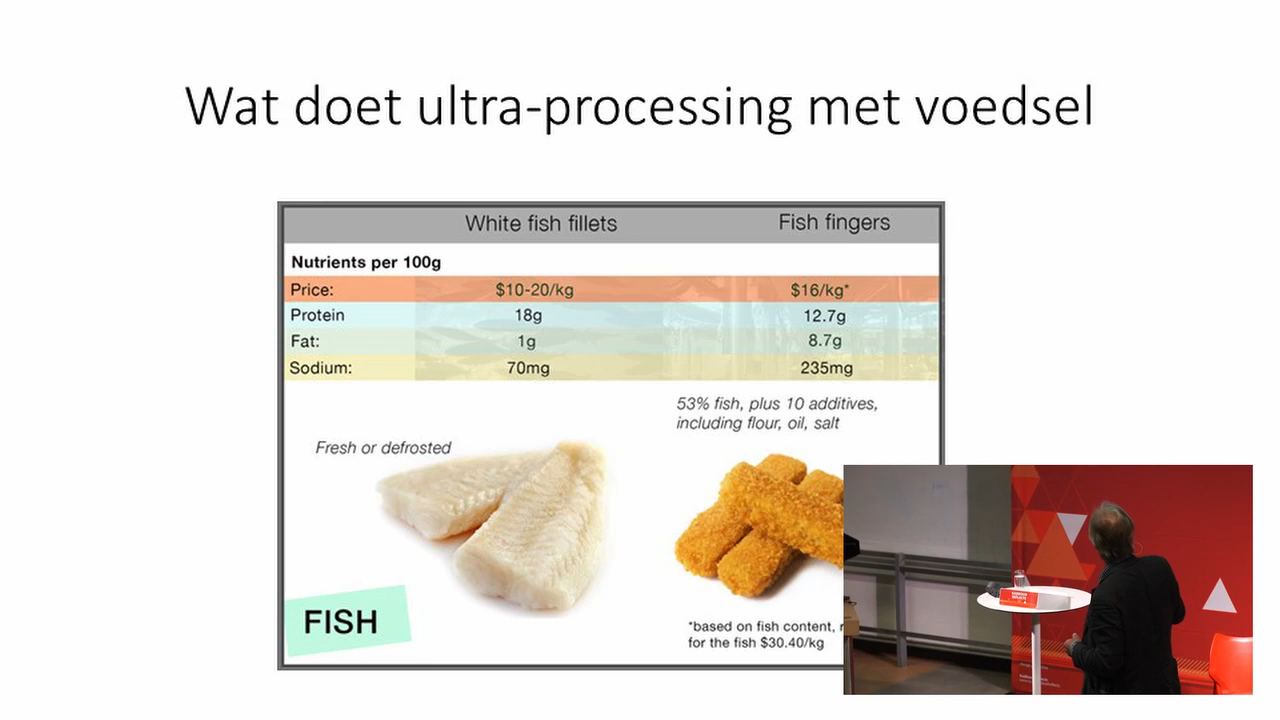 Wat doet ultra-processing met voedsel
White fish fillets Fish fingers
Nutrients per 100g
Price: $10-20/kg $16/kg*
Protein 18g 12.7g
Fat: 1g 8.7g
Sodium: 70mg 235mg
53% fish, plus 10 additives,
including flour, oil, salt
Fresh or defrosted
FISH
*based on fish content,
for the fish $30.40/kg